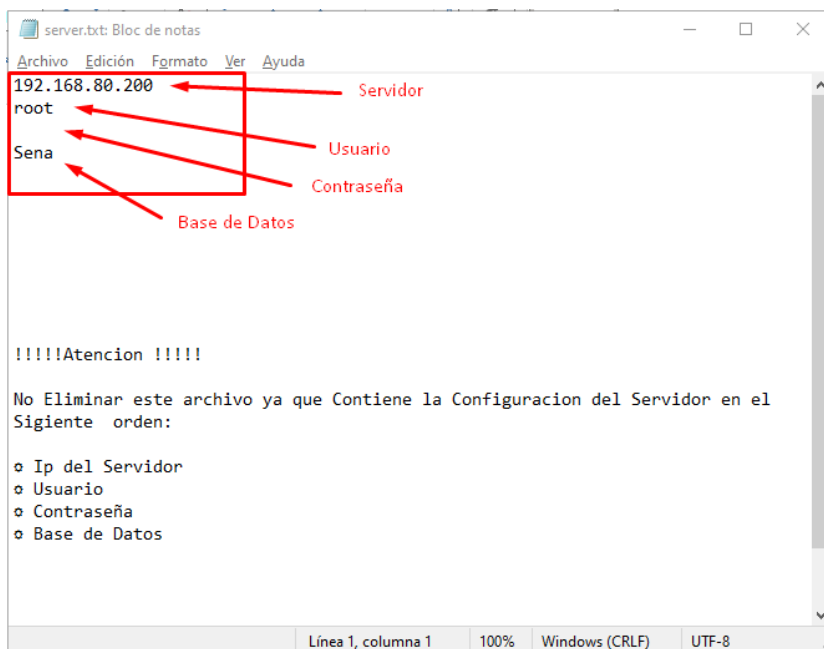 server.txt: Bloc de notas
Archivo Edición Formato Ver Ayuda
192.168.80.200
Servidor
root
Usuario
Sena
Contraseña
Base de Datos
!!!!!Atencion !!!!!
No Eliminar este archivo ya que Contiene la Configuracion del Servidor en el
Sigiente orden:
¤ Ip del Servidor
¤ Usuario
¤ Contraseña
¤ Base de Datos
Línea 1, columna 1 100% Windows (CRLF) UTF-8